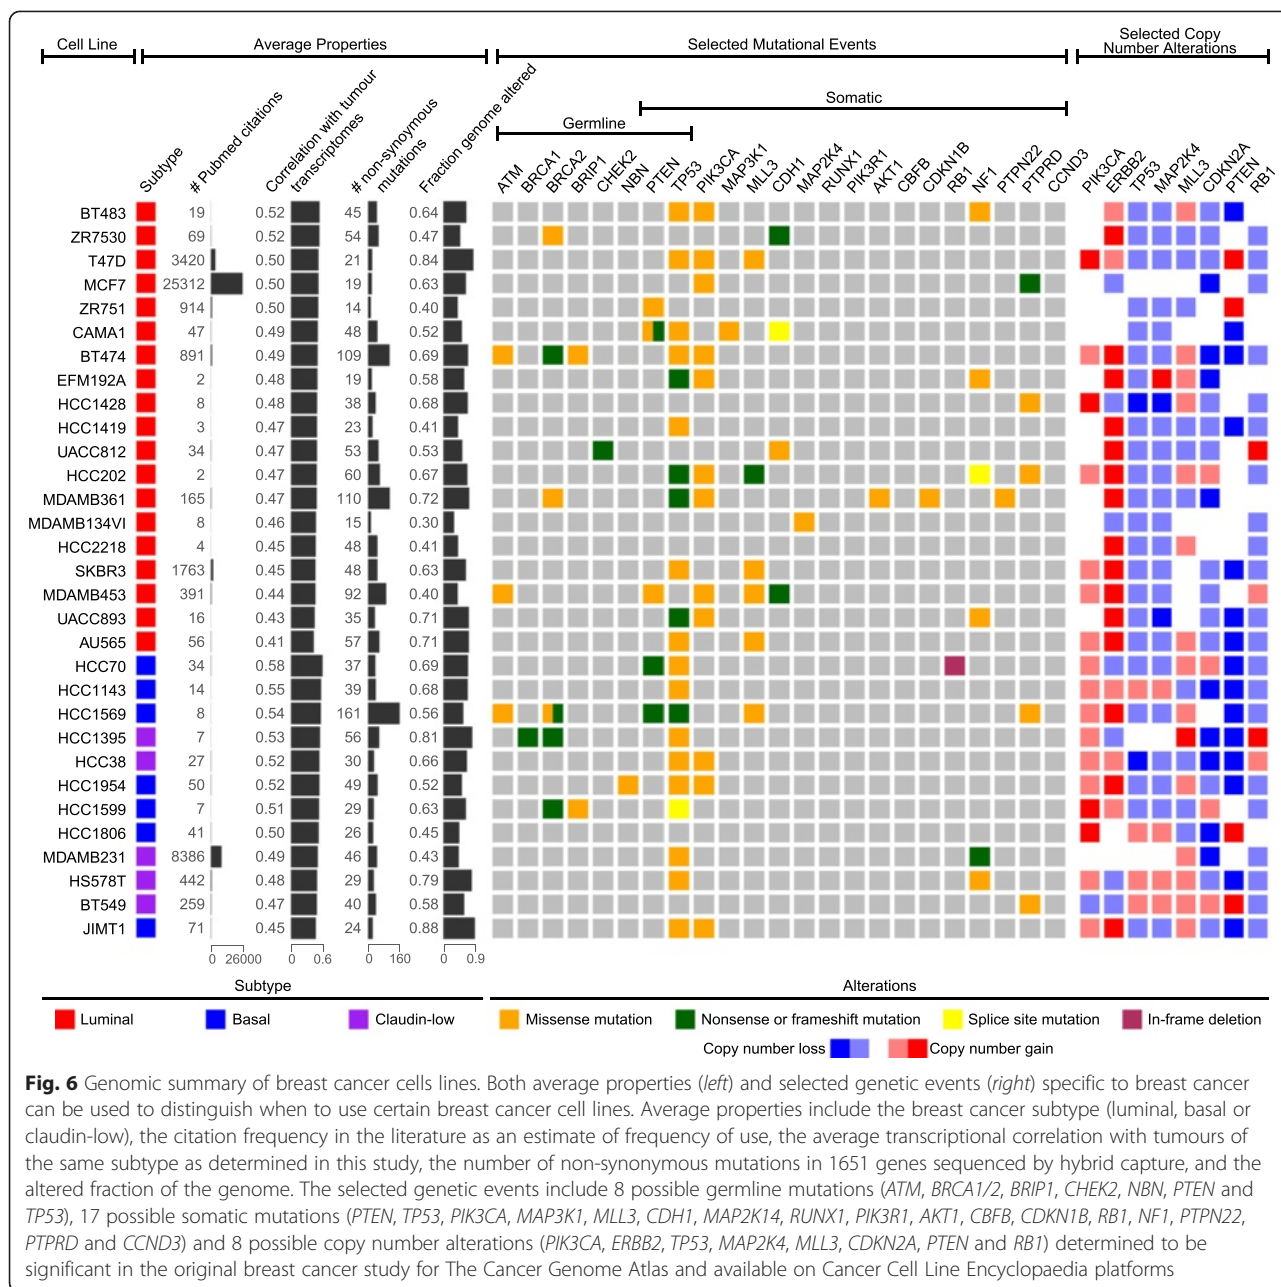 Cell Line
Average Properties
Selected Mutational Events
Selected Copy
Number Alterations
Somatic
Germline
Subtype
# Pubmed citations
Correlation with tumour
transcriptomes
# non-synoymous
mutations
Fraction genome altered
ATM
BRCA1
BRCA2
BRIP1
CHEK2
NBN
PTEN
TP53
PIK3CA
MAP3K1
MLL3
CDH1
MAP2K4
RUNX1
PIK3R1
AKT1
CBFB
CDKN1B
RB1
NF1
PTPN22
PTPRD
CCND3
PIK3CA
ERBB2
TP53
MAP2K4
MLL3
CDKN2A
PTEN
RB1
BT483 19 0.52 45 0.64
ZR7530 69 0.52 54 0.47
T47D 3420 0.50 21 0.84
MCF7 25312 0.50 19 0.63
ZR751 914 0.50 14 0.40
CAMA1 47 0.49 48 0.52
BT474 891 0.49 109 0.69
EFM192A 2 0.48 19 0.58
HCC1428 8 0.48 38 0.68
HCC1419 3 0.47 23 0.41
UACC812 34 0.47 53 0.53
HCC202 2 0.47 60 0.67
MDAMB361 165 0.47 110 0.72
MDAMB134VI 8 0.46 15 0.30
HCC2218 4 0.45 48 0.41
SKBR3 1763 0.45 48 0.63
MDAMB453 391 0.44 92 0.40
UACC893 16 0.43 35 0.71
AU565 56 0.41 57 0.71
HCC70 34 0.58 37 0.69
HCC1143 14 0.55 39 0.68
HCC1569 8 0.54 161 0.56
HCC1395 7 0.53 56 0.81
HCC38 27 0.52 30 0.66
HCC1954 50 0.52 49 0.52
HCC1599 7 0.51 29 0.63
HCC1806 41 0.50 26 0.45
MDAMB231 8386 0.49 46 0.43
HS578T 442 0.48 29 0.79
BT549 259 0.47 40 0.58
JIMT1 71 0.45 24 0.88
0 26000 0 0.6 0 160 0 0.9
Subtype
Alterations
Luminal Basal Claudin-low Missense mutation Nonsense or frameshift mutation Splice site mutation In-frame deletion
Copy number loss Copy number gain
Fig. 6 Genomic summary of breast cancer cells lines. Both average properties (left) and selected genetic events (right) specific to breast cancer
can be used to distinguish when to use certain breast cancer cell lines. Average properties include the breast cancer subtype (luminal, basal or
claudin-low), the citation frequency in the literature as an estimate of frequency of use, the average transcriptional correlation with tumours of
the same subtype as determined in this study, the number of non-synonymous mutations in 1651 genes sequenced by hybrid capture, and the
altered fraction of the genome. The selected genetic events include 8 possible germline mutations (ATM, BRCA1/2, BRIP1, CHEK2, NBN, PTEN and
TP53), 17 possible somatic mutations (PTEN, TP53, PIK3CA, MAP3K1, MLL3, CDH1, MAP2K14, RUNX1, PIK3R1, AKT1, CBFB, CDKN1B, RB1, NF1, PTPN22,
PTPRD and CCND3) and 8 possible copy number alterations (PIK3CA, ERBB2, TP53, MAP2K4, MLL3, CDKN2A, PTEN and RB1) determined to be
significant in the original breast cancer study for The Cancer Genome Atlas and available on Cancer Cell Line Encyclopaedia platforms